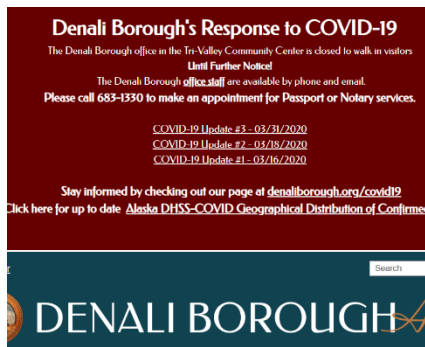 Denali Borough's Response to COVID-19
The Denali Borough office in the Tri-Valley Community Center is closed to walk in visitors
Until Further Notice!
The Denali Borough office staff are available by phone and email.
Please call 683-1330 to make an appointment for Passport or Notary services.
COVID-19 Update #3 - 03/31/2020
COVID-19 Update #2 - 03/18/2020
COVID-19 Update #1 - 03/16/2020
Stay informed by checking out our page at denaliborough.org/covid19
Click here for up to date Alaska DHSS-COVID Geographical Distribution of Confirme
Search
DENALI BOROUGH